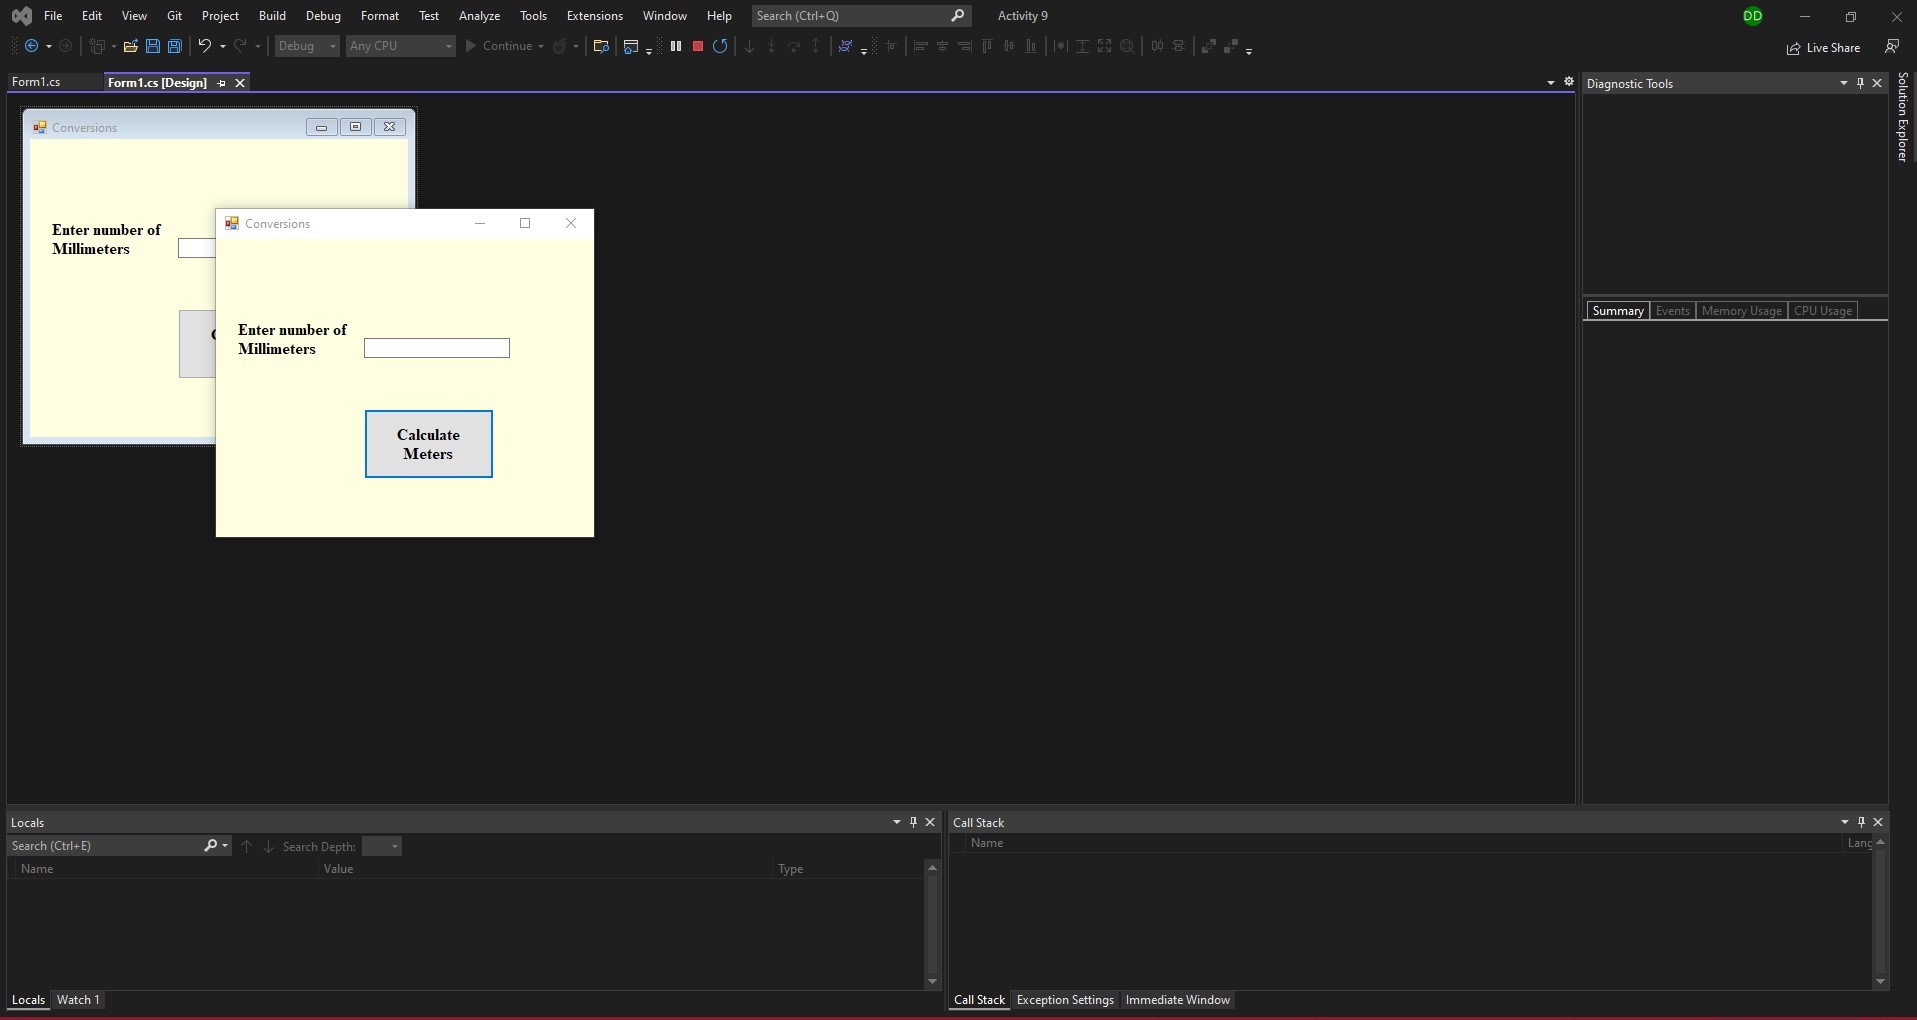 File Edit View Git Project Build Debug Format Test Analyze Tools Extensions Window Help Search (Ctrl+Q) Activity 9 DD
Debug Any CPU Continue Live Share
Form1.cs Form1.cs [Design]
Conversions
Enter number of
Millimeters
Conversions
Enter number of
Millimeters
Calculate
Meters
Diagnostic Tools
Summary Events Memory Usage CPU Usage
Solution Explorer
Locals
Search (Ctrl+E) Search Depth:
Name Value Type
Locals Watch 1
Call Stack
Name Lang
Call Stack Exception Settings Immediate Window